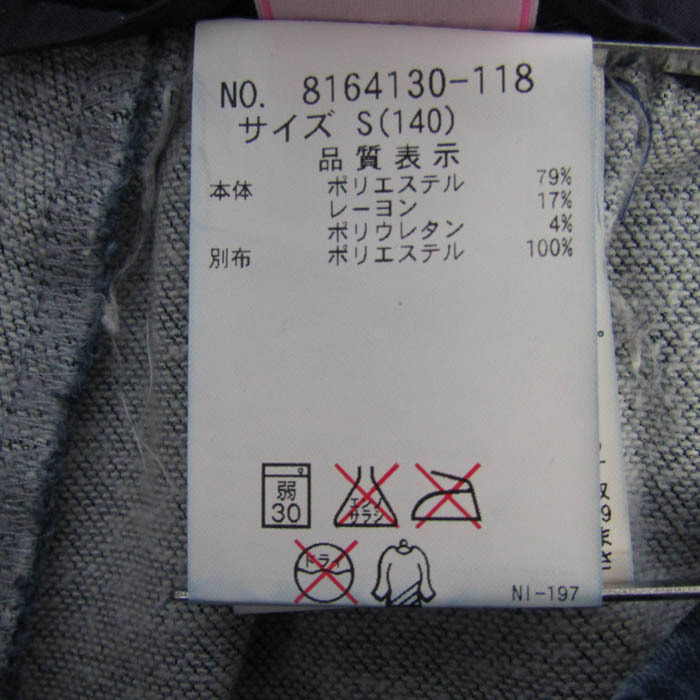 NO. 8164130-118
サイズ S(140)
品質表示
本体 ポリエステル 79%
レーヨン 17%
ポリウレタン 4%
別布 ポリエステル 100%
弱
30
エンソ
サラシ
ドライ
NI-197